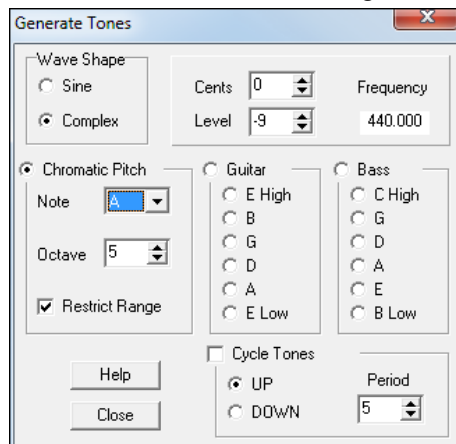 Generate Tones
Wave Shape
Sine
Complex
Cents 0
Level -9
Frequency
440.000
Chromatic Pitch
Note A
Octave 5
Restrict Range
Guitar
E High
B
G
D
A
E Low
Bass
C High
G
D
A
E
B Low
Help
Close
Cycle Tones
UP
DOWN
Period
5